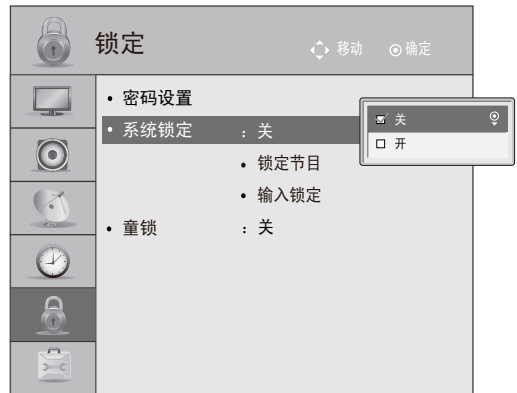 锁定
移动 确定
• 密码设置
• 系统锁定 : 关
• 锁定节目
• 输入锁定
• 童锁 : 关
关
开